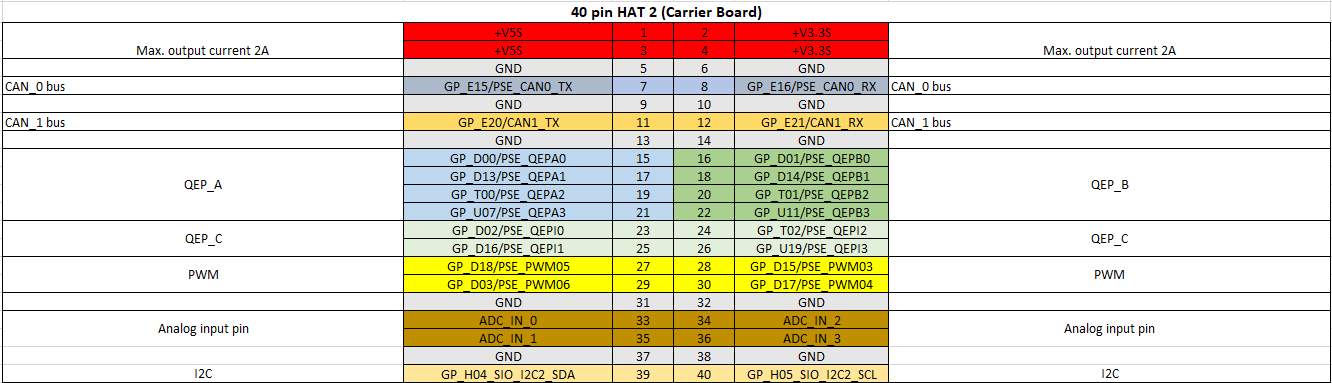 40 pin HAT 2 (Carrier Board)
Max. output current 2A +V5S 1 2 +V3.3S Max. output current 2A
+V5S 3 4 +V3.3S
GND 5 6 GND
CAN_0 bus GP_E15/PSE_CAN0_TX 7 8 GP_E16/PSE_CAN0_RX CAN_0 bus
GND 9 10 GND
CAN_1 bus GP_E20/CAN1_TX 11 12 GP_E21/CAN1_RX CAN_1 bus
GND 13 14 GND
QEP_A GP_D00/PSE_QEPA0 15 16 GP_D01/PSE_QEPB0 QEP_B
GP_D13/PSE_QEPA1 17 18 GP_D14/PSE_QEPB1
GP_T00/PSE_QEPA2 19 20 GP_T01/PSE_QEPB2
GP_U07/PSE_QEPA3 21 22 GP_U11/PSE_QEPB3
QEP_C GP_D02/PSE_QEPI0 23 24 GP_T02/PSE_QEPI2 QEP_C
GP_D16/PSE_QEPI1 25 26 GP_U19/PSE_QEPI3
PWM GP_D18/PSE_PWM05 27 28 GP_D15/PSE_PWM03 PWM
GP_D03/PSE_PWM06 29 30 GP_D17/PSE_PWM04
GND 31 32 GND
Analog input pin ADC_IN_0 33 34 ADC_IN_2 Analog input pin
ADC_IN_1 35 36 ADC_IN_3
GND 37 38 GND
I2C GP_H04_SIO_I2C2_SDA 39 40 GP_H05_SIO_I2C2_SCL I2C